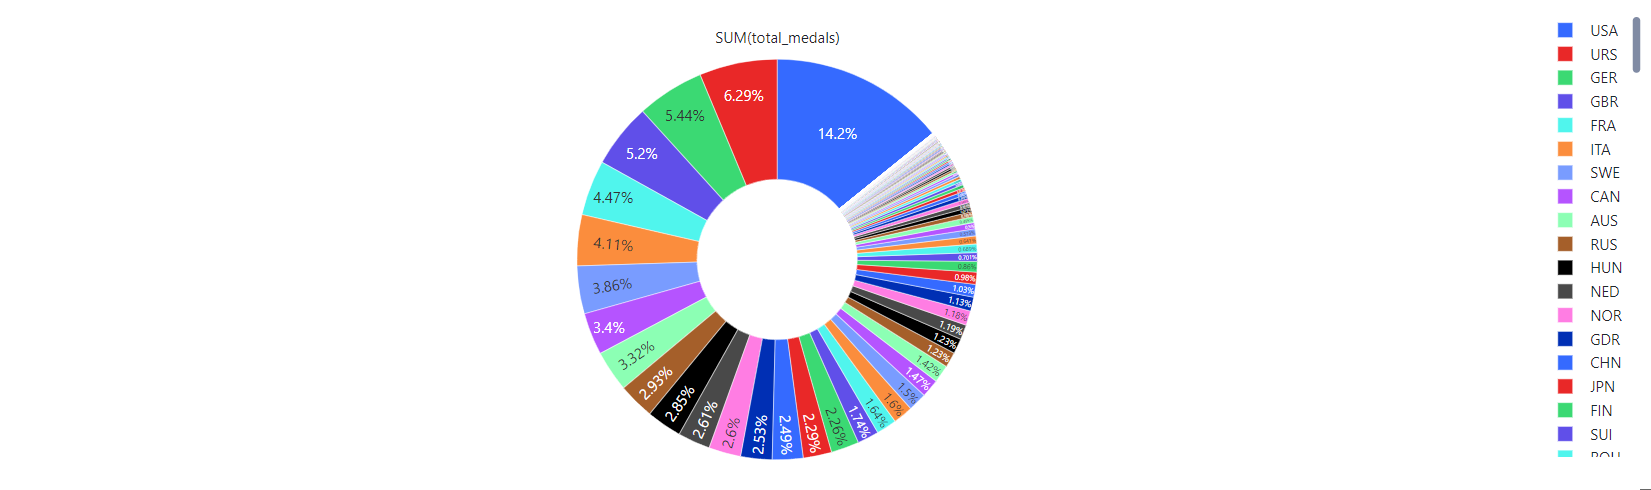 SUM(total_medals)
14.2%
6.29%
5.44%
5.2%
4.47%
4.11%
3.86%
3.4%
3.32%
2.93%
2.85%
2.61%
2.6%
2.53%
2.49%
2.29%
2.26%
1.74%
1.64%
1.6%
1.5%
1.47%
1.42%
1.23%
1.23%
1.19%
1.18%
1.13%
1.03%
0.98%
0.86%
0.701%
USA
URS
GER
GBR
FRA
ITA
SWE
CAN
AUS
RUS
HUN
NED
NOR
GDR
CHN
JPN
FIN
SUI